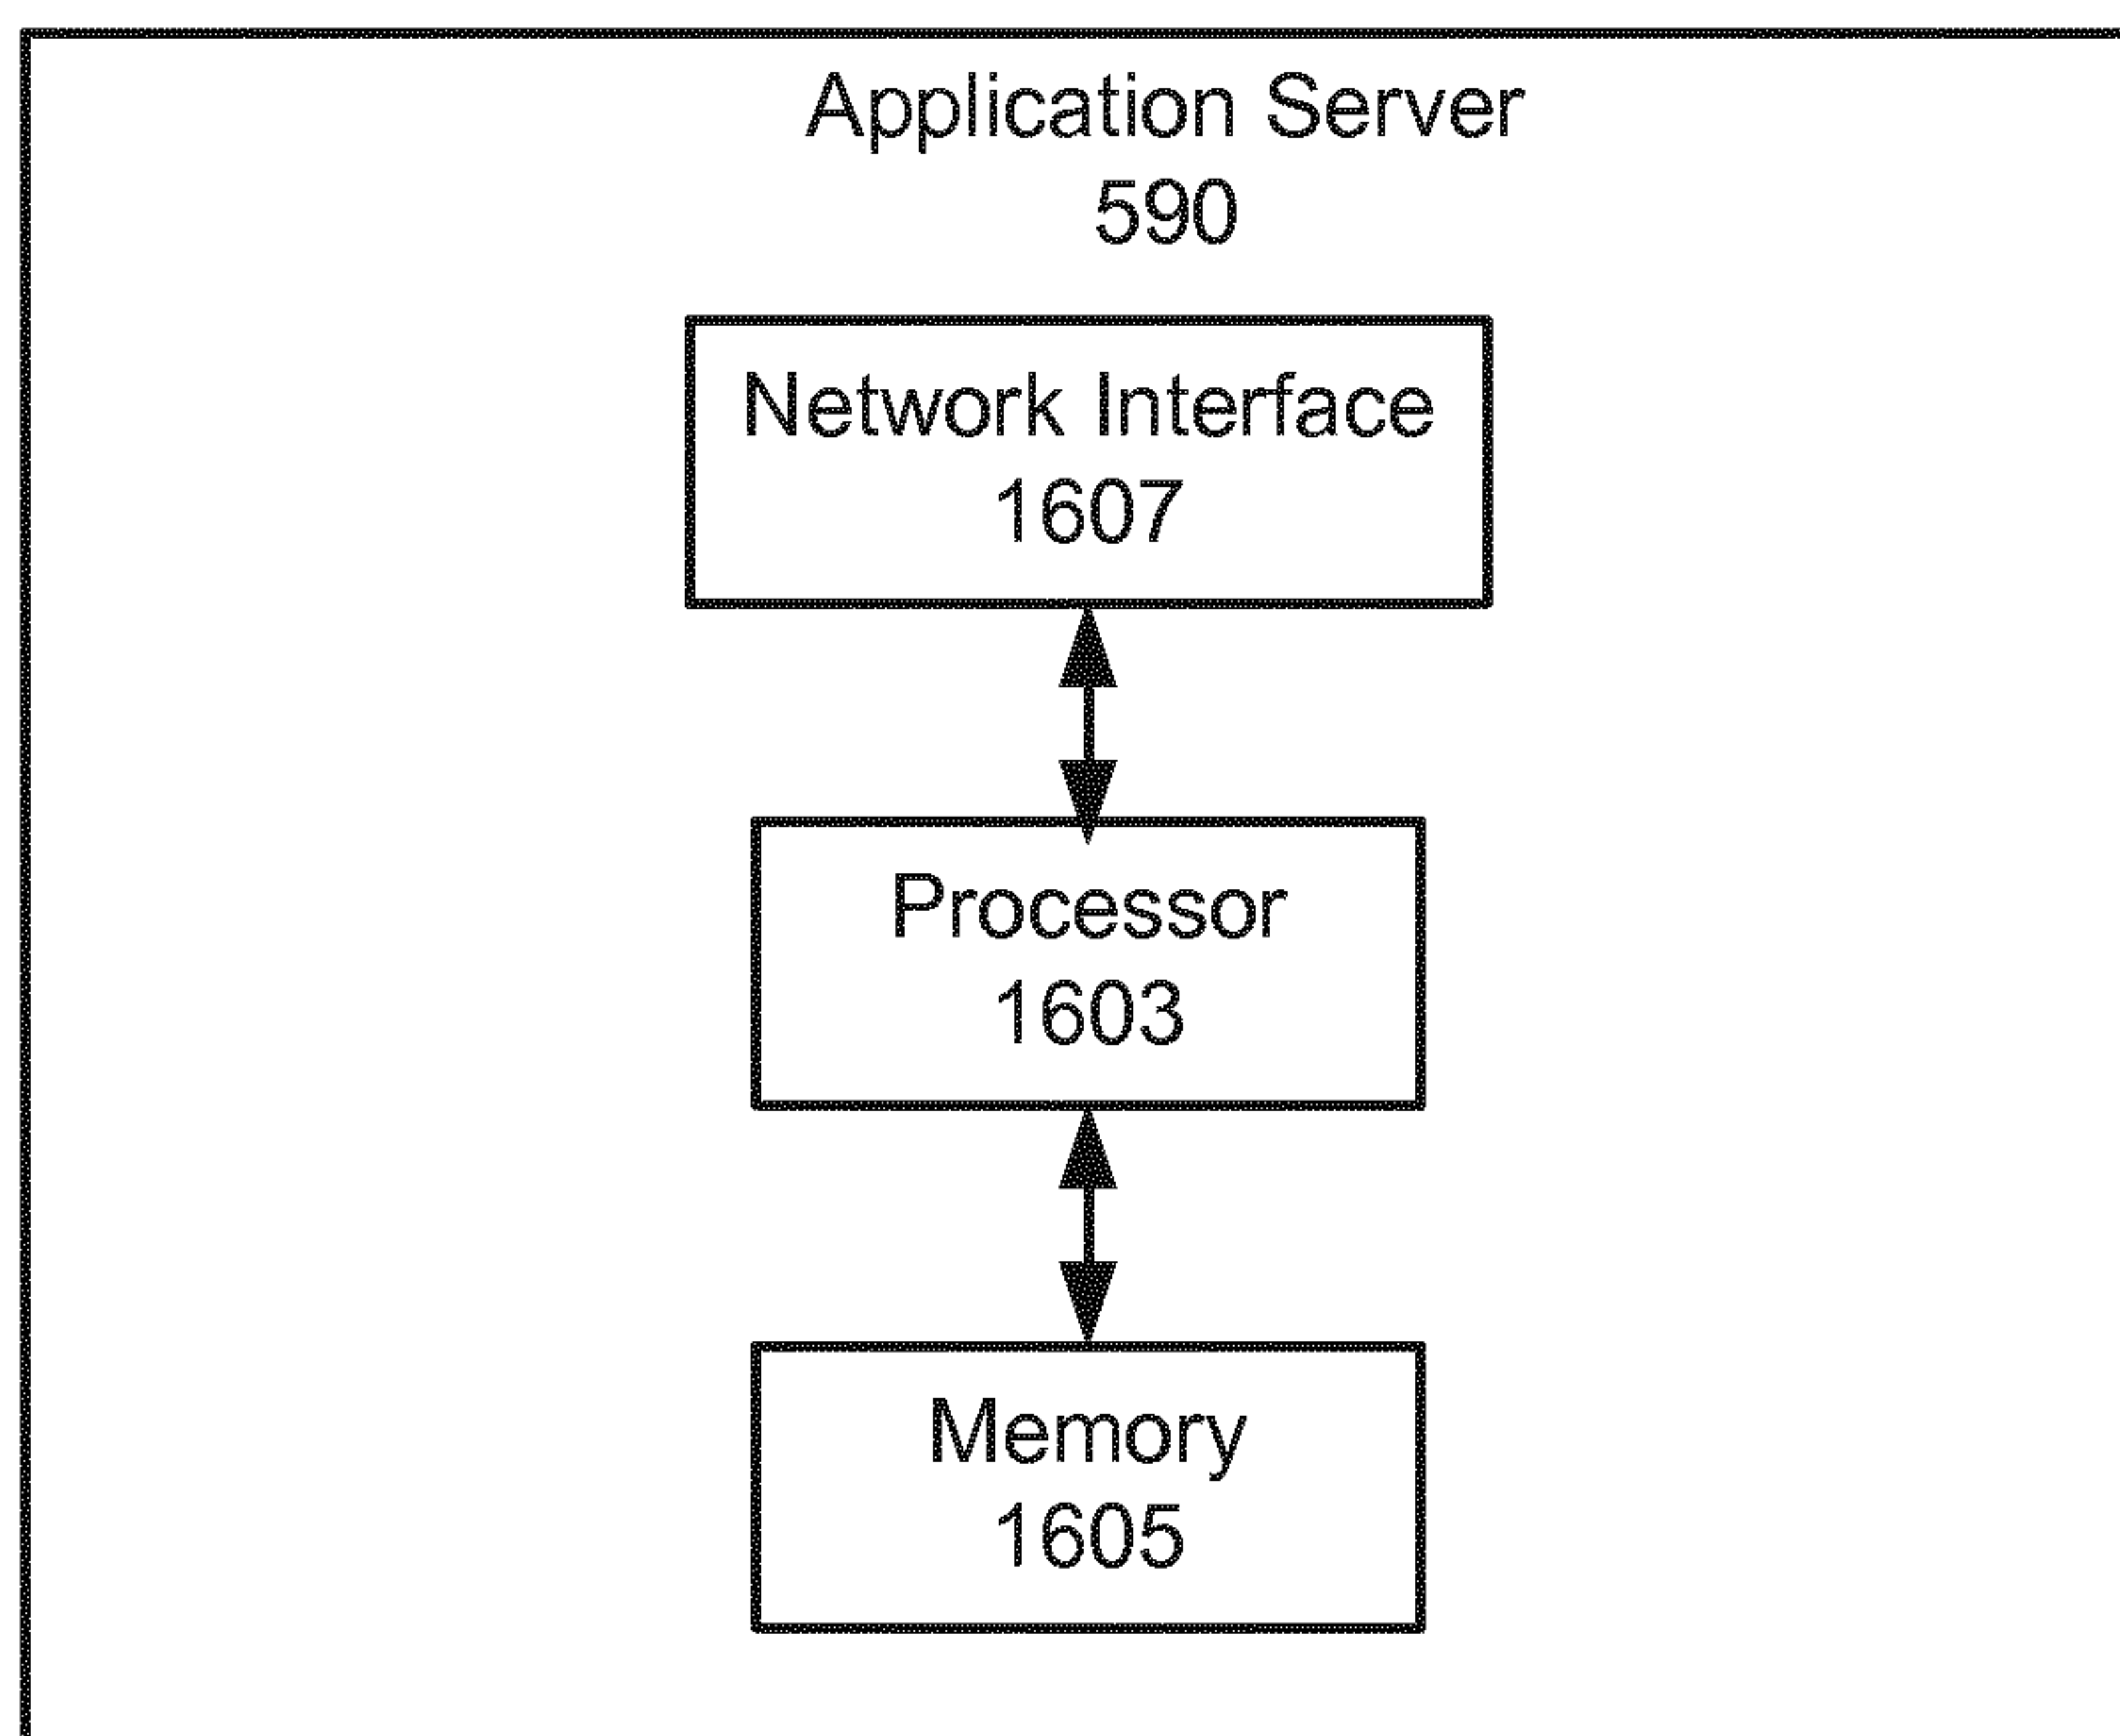 Application Server
590
Network Interface
1607
Processor
1603
Memory
1605